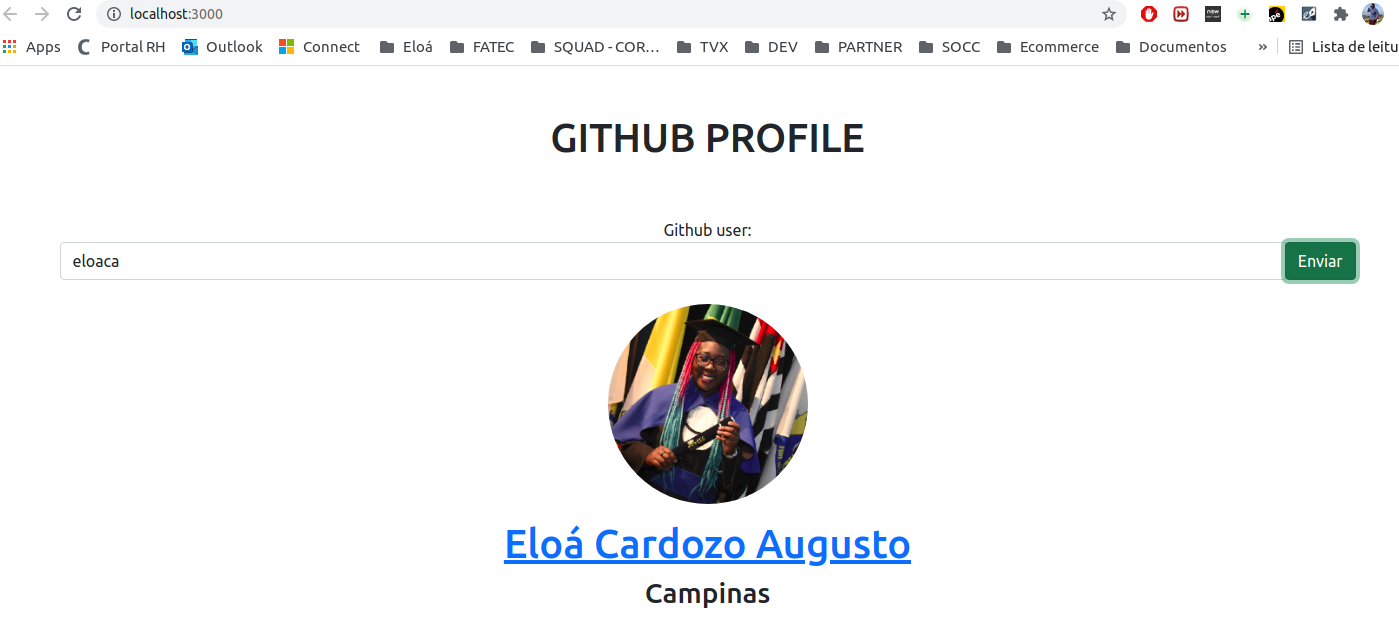 localhost:3000
Apps Portal RH Outlook Connect Eloá FATEC SQUAD - COR... TVX DEV PARTNER SOCC Ecommerce Documentos » Lista de leitu
GITHUB PROFILE
Github user:
eloaca Enviar
Eloá Cardozo Augusto
Campinas